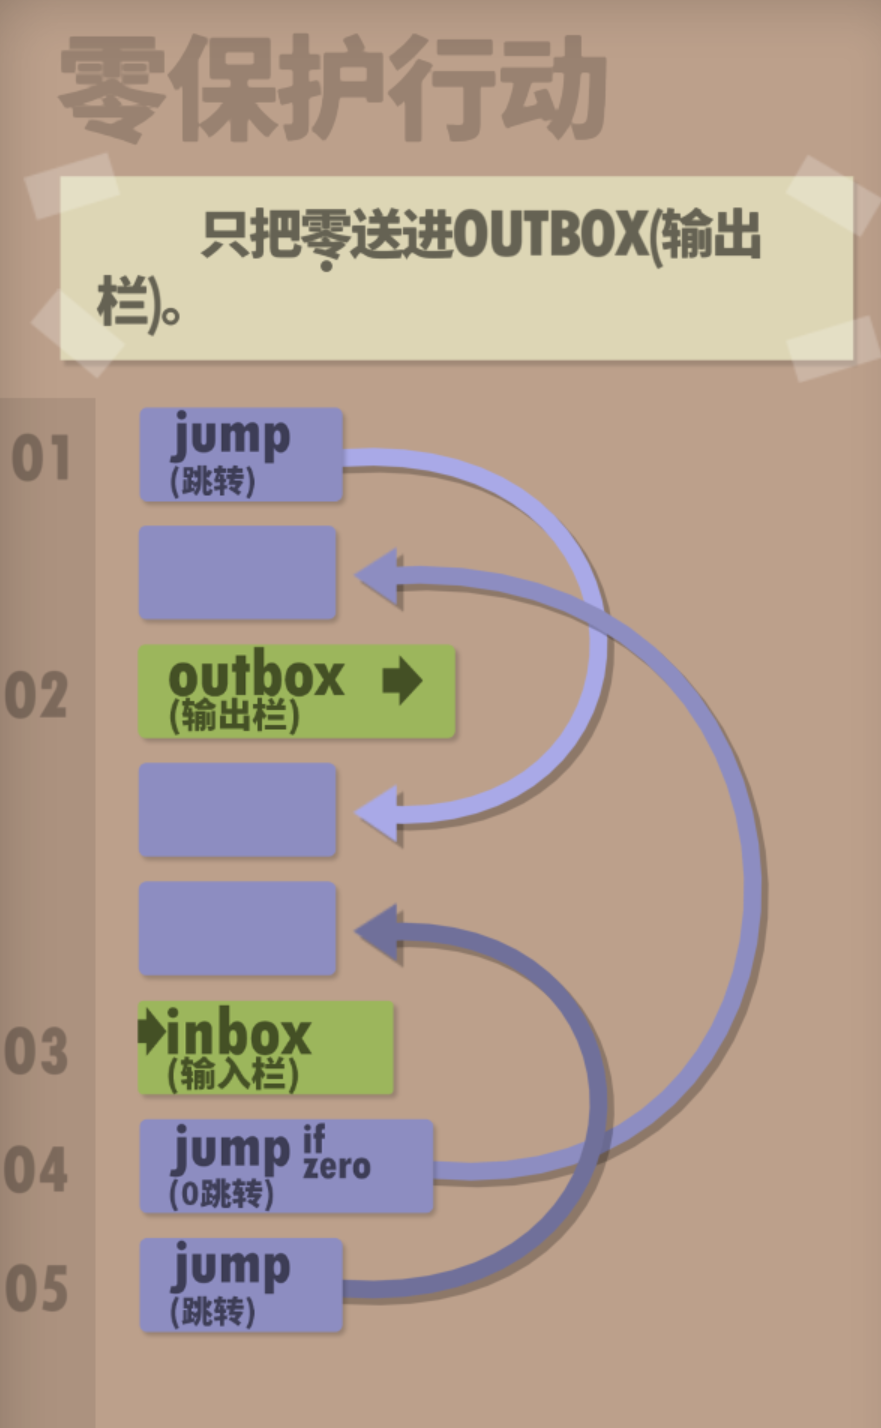 零保护行动
只把零送进OUTBOX(输出
栏)。
01 jump
(跳转)
02 outbox
(输出栏)
03 inbox
(输入栏)
04 jump if zero
(0跳转)
05 jump
(跳转)